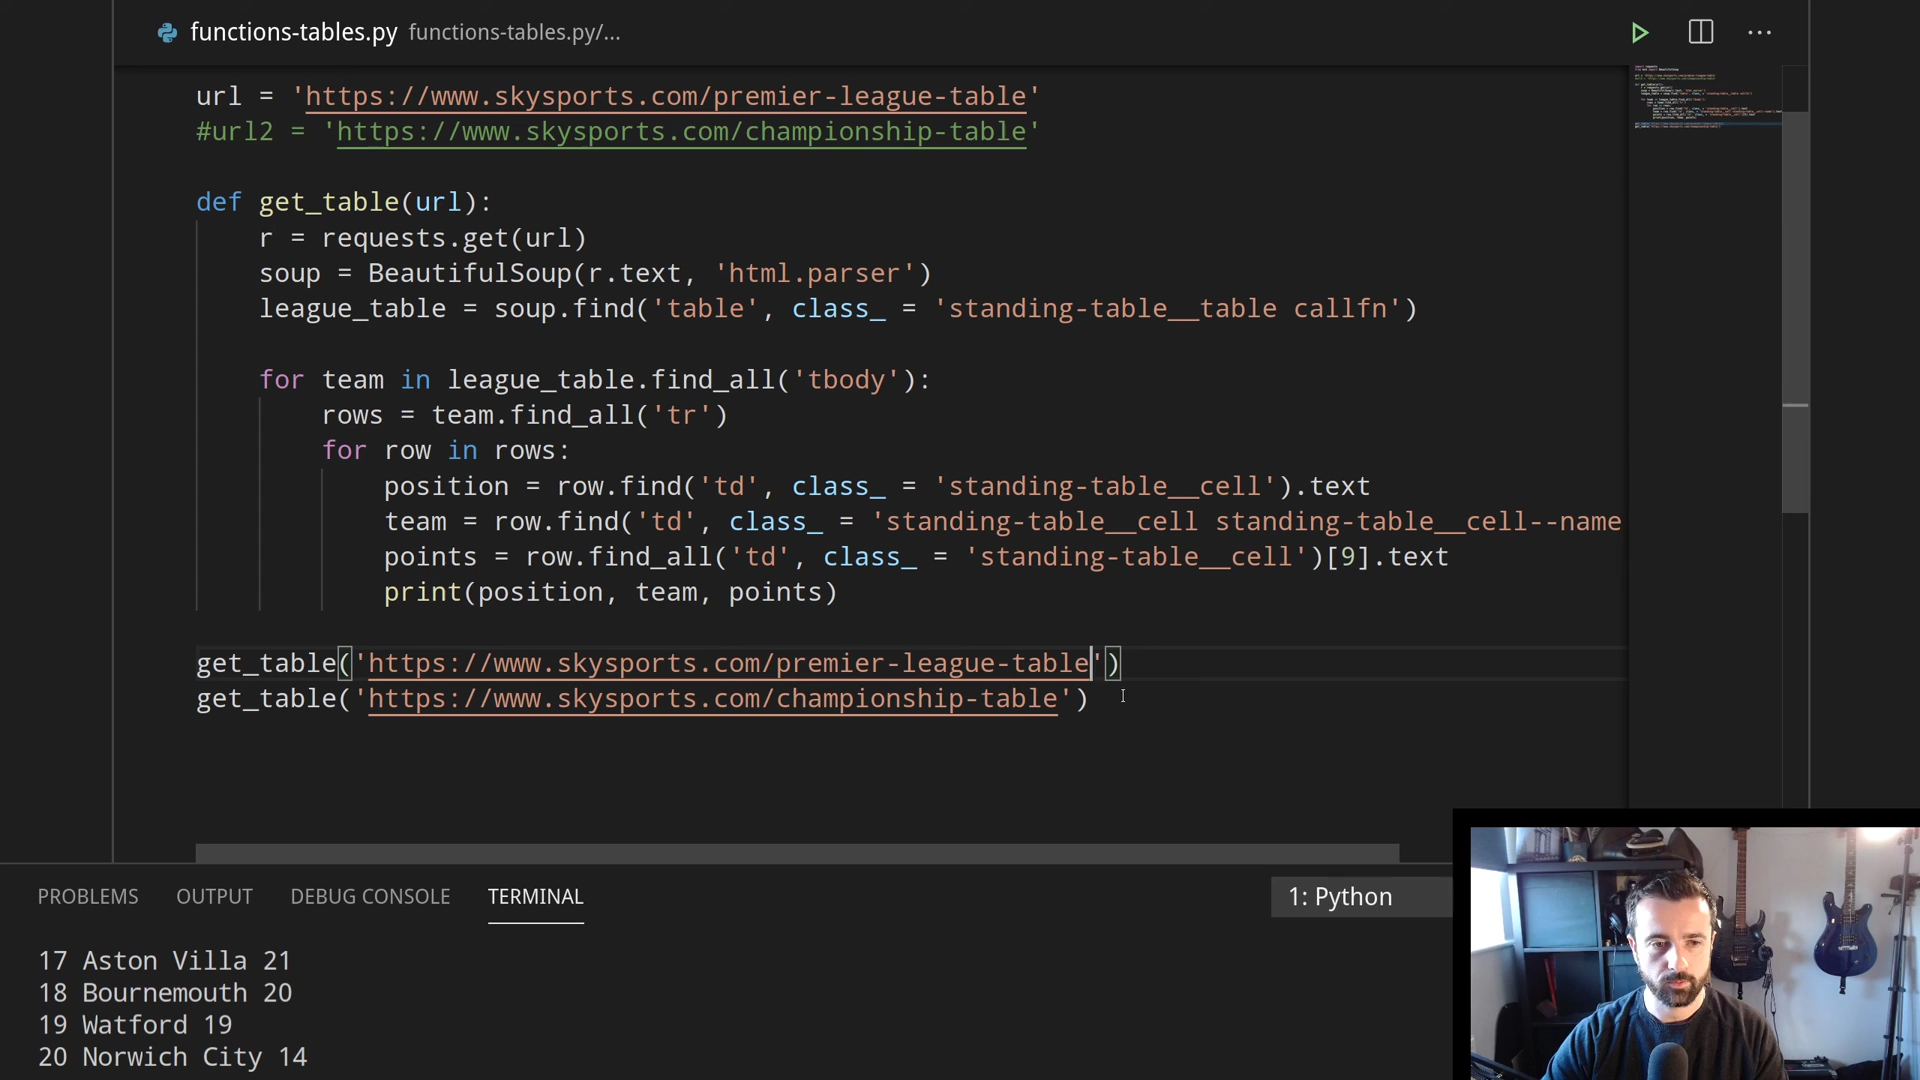 functions-tables.py functions-tables.py/...
url = 'https://www.skysports.com/premier-league-table'
#url2 = 'https://www.skysports.com/championship-table'
def get_table(url):
r = requests.get(url)
soup = BeautifulSoup(r.text, 'html.parser')
league_table = soup.find('table', class_ = 'standing-table__table callfn')
for team in league_table.find_all('tbody'):
rows = team.find_all('tr')
for row in rows:
position = row.find('td', class_ = 'standing-table__cell').text
team = row.find('td', class_ = 'standing-table__cell standing-table__cell--name
points = row.find_all('td', class_ = 'standing-table__cell')[9].text
print(position, team, points)
get_table('https://www.skysports.com/premier-league-table')
get_table('https://www.skysports.com/championship-table')
PROBLEMS OUTPUT DEBUG CONSOLE TERMINAL 1: Python
17 Aston Villa 21
18 Bournemouth 20
19 Watford 19
20 Norwich City 14